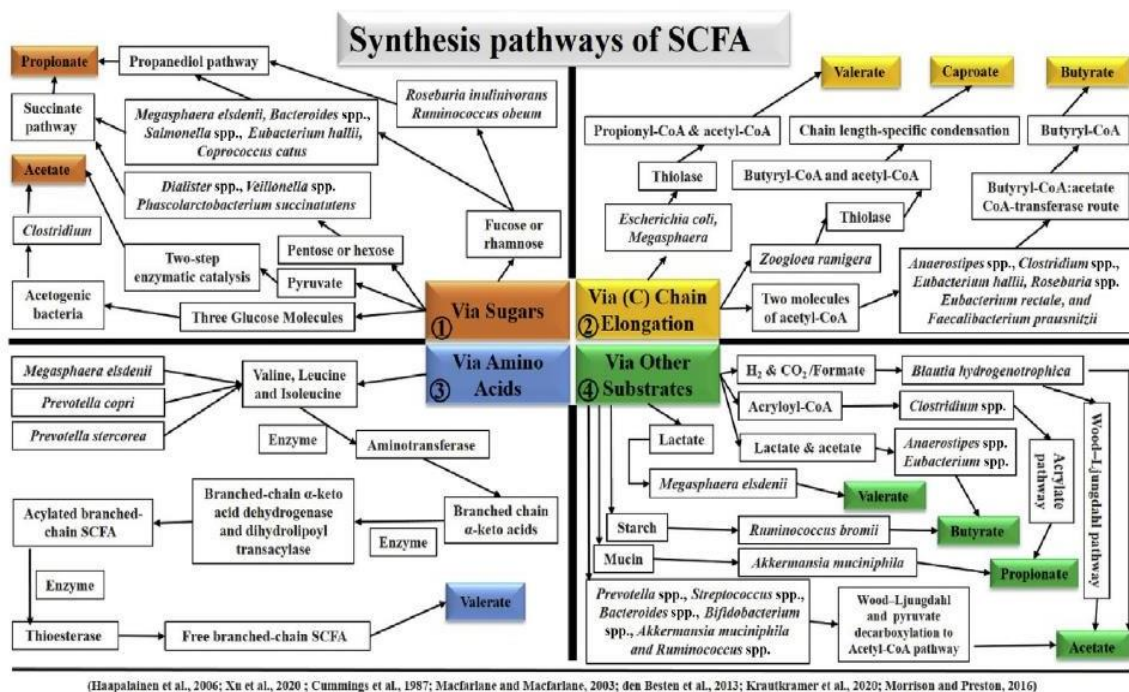 Synthesis pathways of SCFA
Propionate
Propanediol pathway
Succinate
pathway
Megasphaera elsdenii, Bacteroides spp.,
Salmonella spp., Eubacterium hallii,
Coprococcus catus
Roseburia inulinivorans
Ruminococcus obeum
Acetate
Dialister spp., Veilionella spp.
Phascolarctobacterium succinatutens
Fucose or
rhamnose
Clostridium
Pentose or hexose
Two-step
enzymatic catalysis
Pyruvate
Acetogenic
bacteria
Three Glucose Molecules
① Via Sugars
Valerate
Caproate
Butyrate
Propionyl-CoA & acetyl-CoA
Chain length-specific condensation
Butyryl-CoA
Thiolase
Butyryl-CoA and acetyl-CoA
Butyryl-CoA:acetate
CoA-transferase route
Escherichia coli,
Megasphaera
Thiolase
Zoogloea ramigera
Anaerostipes spp., Clostridium spp.,
Eubacterium hallii, Roseburia spp.
Eubacterium rectale, and
Faecalibacterium prausnitzii
Two molecules
of acetyl-CoA
Via (C) Chain
② Elongation
Via Amino
③ Acids
Megasphaera elsdenii
Prevotella copri
Prevotella stercorea
Valine, Leucine
and Isoleucine
Enzyme
Aminotransferase
Acylated branched-
chain SCFA
Branched-chain α-keto
acid dehydrogenase
and dihydrolipoyl
transacylase
Enzyme
Branched chain
α-keto acids
Enzyme
Valerate
Thioesterase
Free branched-chain SCFA
Via Other
④ Substrates
H₂ & CO₂ /Formate
Blautia hydrogenotrophica
Acryloyl-CoA
Clostridium spp.
Lactate
Lactate & acetate
Anaerostipes spp.
Eubacterium spp.
Acrylate
pathway
Wood–Ljungdahl pathway
Megasphaera elsdenii
Valerate
Starch
Ruminococcus bromii
Butyrate
Mucin
Akkermansia muciniphila
Propionate
Prevotella spp., Streptococcus spp.,
Bacteroides spp., Bifidobacterium
spp., Akkermansia muciniphila
and Ruminococcus spp.
Wood–Ljungdahl
and pyruvate
decarboxylation to
Acetyl-CoA pathway
Acetate
(Haapalainen et al., 2006; Xu et al., 2020 ; Cummings et al., 1987; Macfarlane and Macfarlane, 2003; den Besten et al., 2013; Krautkramer et al., 2020; Morrison and Preston, 2016)